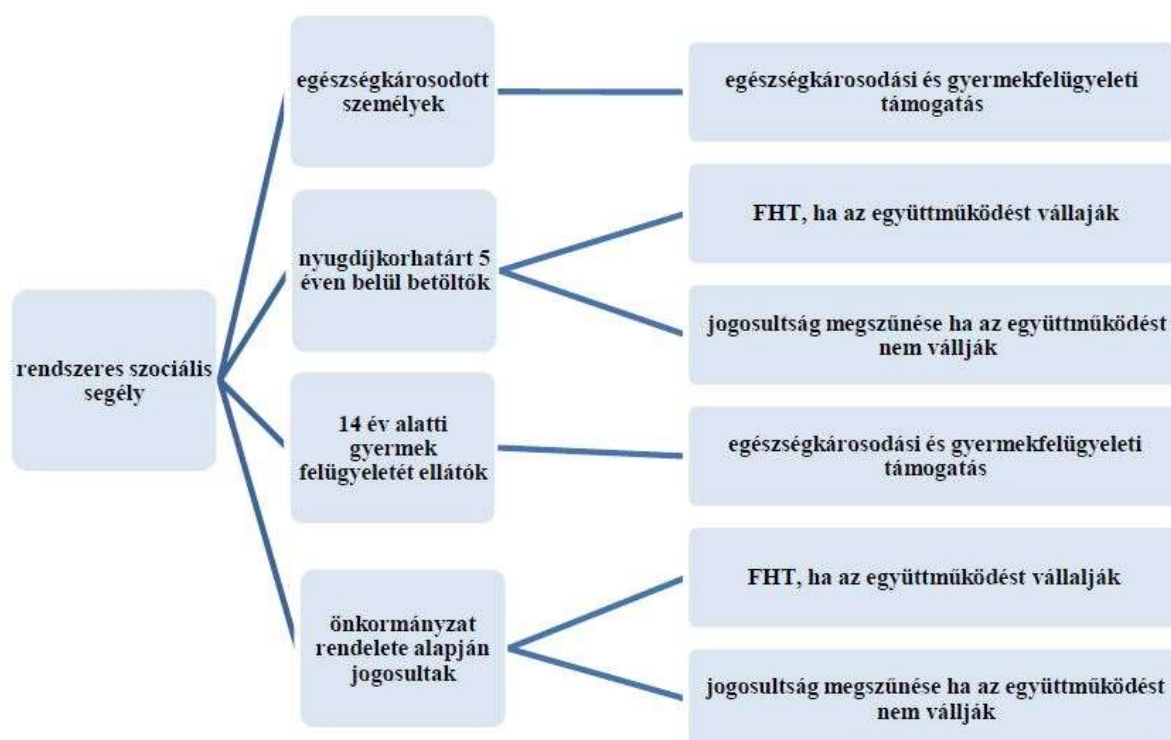 rendszeres szociális
segély
egészségkárosodott
személyek
egészségkárosodási és gyermekfelügyeleti
támogatás
nyugdíjkorhatárt 5
éven belül betöltők
FHT, ha az együttműködést vállaják
jogosultság megszűnése ha az együttműködést
nem vállják
14 év alatti
gyermek
felügyeletét ellátók
egészségkárosodási és gyermekfelügyeleti
támogatás
önkormányzat
rendelete alapján
jogosultak
FHT, ha az együttműködést vállalják
jogosultság megszűnése ha az együttműködést
nem vállják